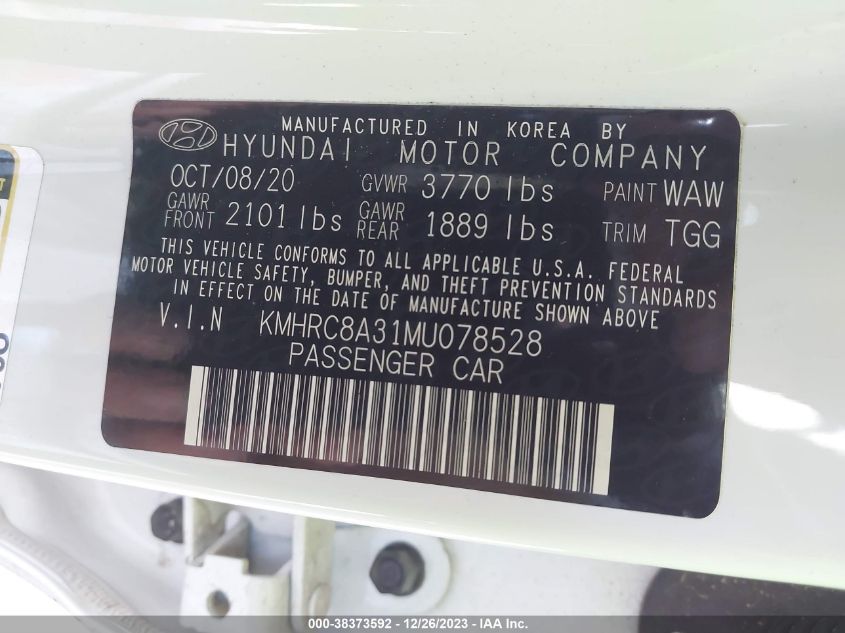 MANUFACTURED IN KOREA BY
HYUNDAI MOTOR COMPANY
OCT/08/20 GVWR 3770 lbs PAINT WAW
GAWR FRONT 2101 lbs GAWR REAR 1889 lbs TRIM TGG
THIS VEHICLE CONFORMS TO ALL APPLICABLE U.S.A. FEDERAL
MOTOR VEHICLE SAFETY, BUMPER, AND THEFT PREVENTION STANDARDS
IN EFFECT ON THE DATE OF MANUFACTURE SHOWN ABOVE
V.I.N KMHRC8A31MU078528
PASSENGER CAR
000-38373592 - 12/26/2023 - IAA Inc.